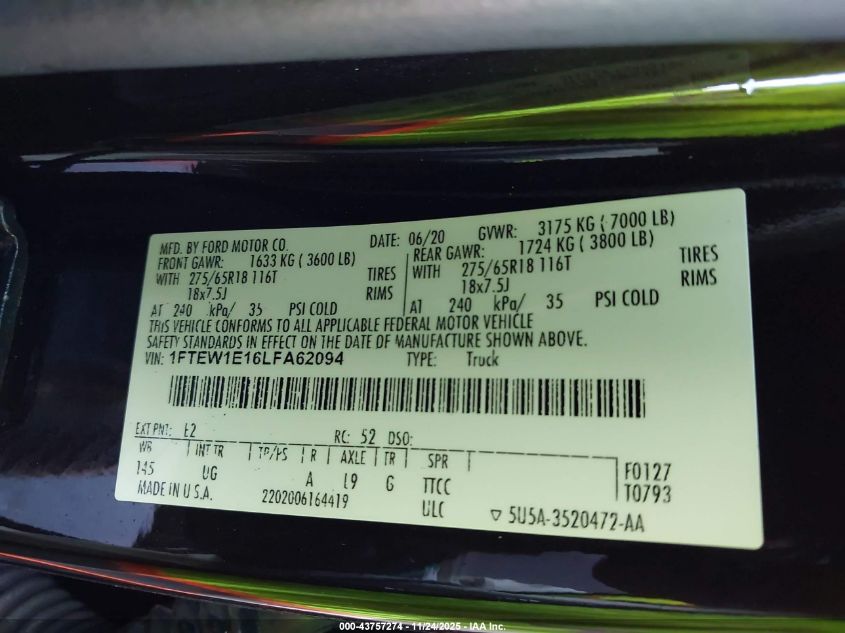 MFD. BY FORD MOTOR CO. DATE: 06/20 GVWR: 3175 KG ( 7000 LB)
FRONT GAWR: 1633 KG ( 3600 LB) REAR GAWR: 1724 KG ( 3800 LB)
WITH 275/65R18 116T TIRES WITH 275/65R18 116T TIRES
18x7.5J RIMS 18x7.5J RIMS
AT 240 kPa/ 35 PSI COLD AT 240 kPa/ 35 PSI COLD
THIS VEHICLE CONFORMS TO ALL APPLICABLE FEDERAL MOTOR VEHICLE
SAFETY STANDARDS IN EFFECT ON THE DATE OF MANUFACTURE SHOWN ABOVE.
VIN: 1FTEW1E16LFA62094 TYPE: Truck
EXT PNT: E2 RC: 52 DSO:
WB INT TR TP/PS R AXLE TR SPR
145 UG A L9 G TTCC F0127
MADE IN U.S.A. 2202006164419 ULC T0793
5U5A-3520472-AA
000-43757274 - 11/24/2025 - IAA Inc.